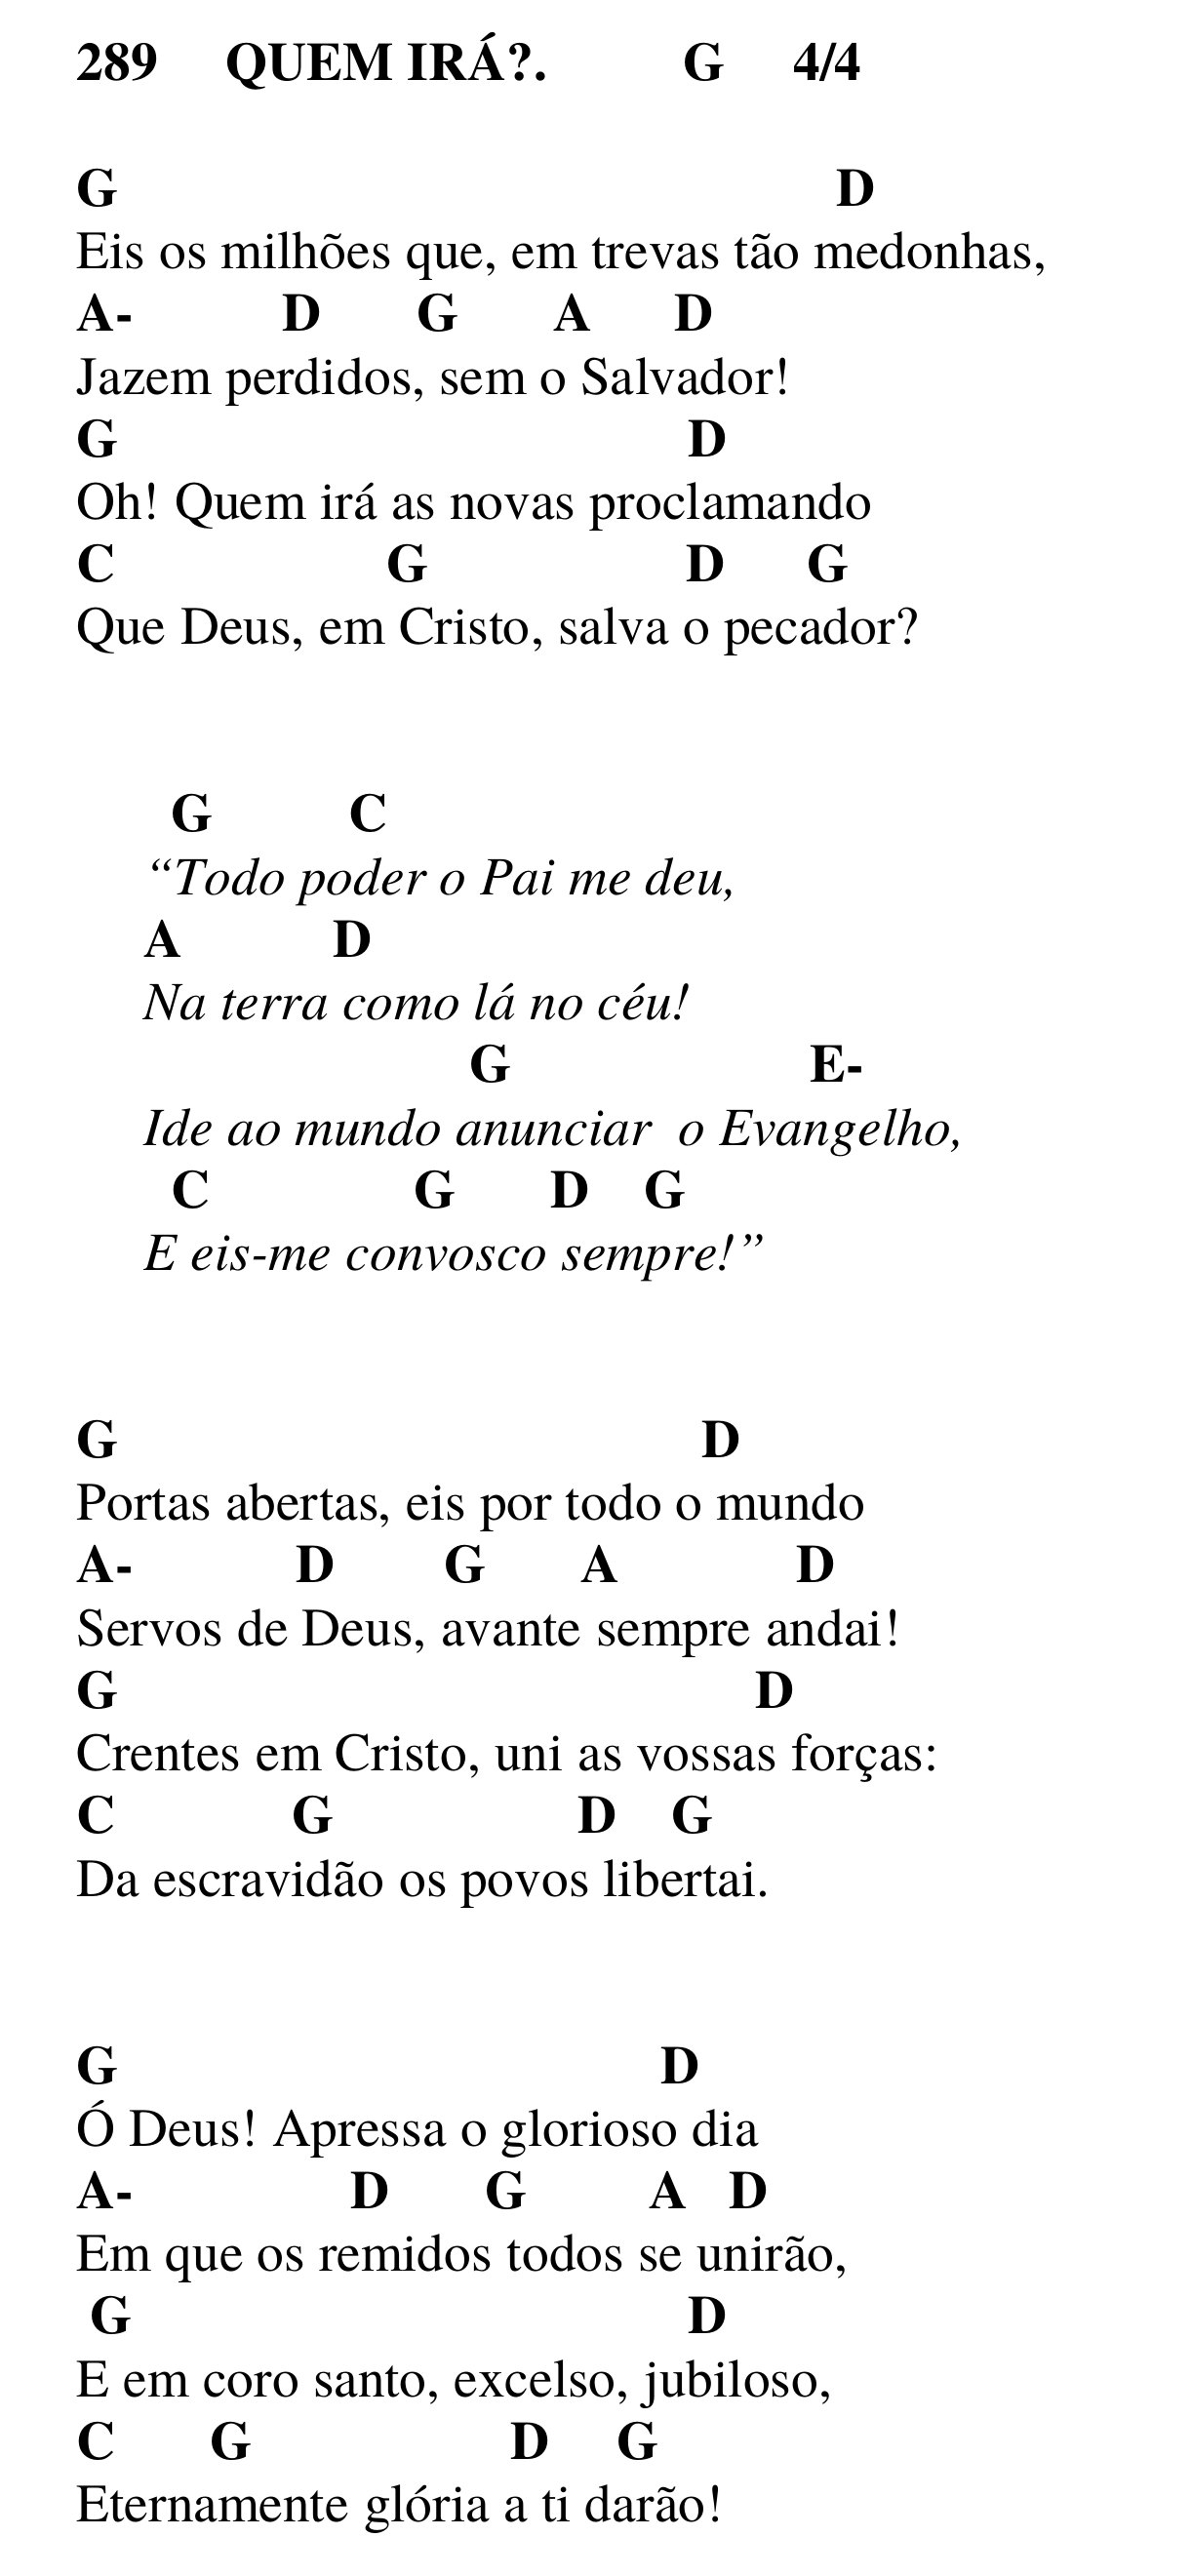 289 QUEM IRÁ?. G 4/4
G D
Eis os milhões que, em trevas tão medonhas,
A- D G A D
Jazem perdidos, sem o Salvador!
G D
Oh! Quem irá as novas proclamando
C G D G
Que Deus, em Cristo, salva o pecador?
G C
“Todo poder o Pai me deu,
A D
Na terra como lá no céu!
G E-
Ide ao mundo anunciar o Evangelho,
C G D G
E eis-me convosco sempre!”
G D
Portas abertas, eis por todo o mundo
A- D G A D
Servos de Deus, avante sempre andai!
G D
Crentes em Cristo, uni as vossas forças:
C G D G
Da escravidão os povos libertai.
G D
Ó Deus! Apressa o glorioso dia
A- D G A D
Em que os remidos todos se unirão,
G D
E em coro santo, excelso, jubiloso,
C G D G
Eternamente glória a ti darão!